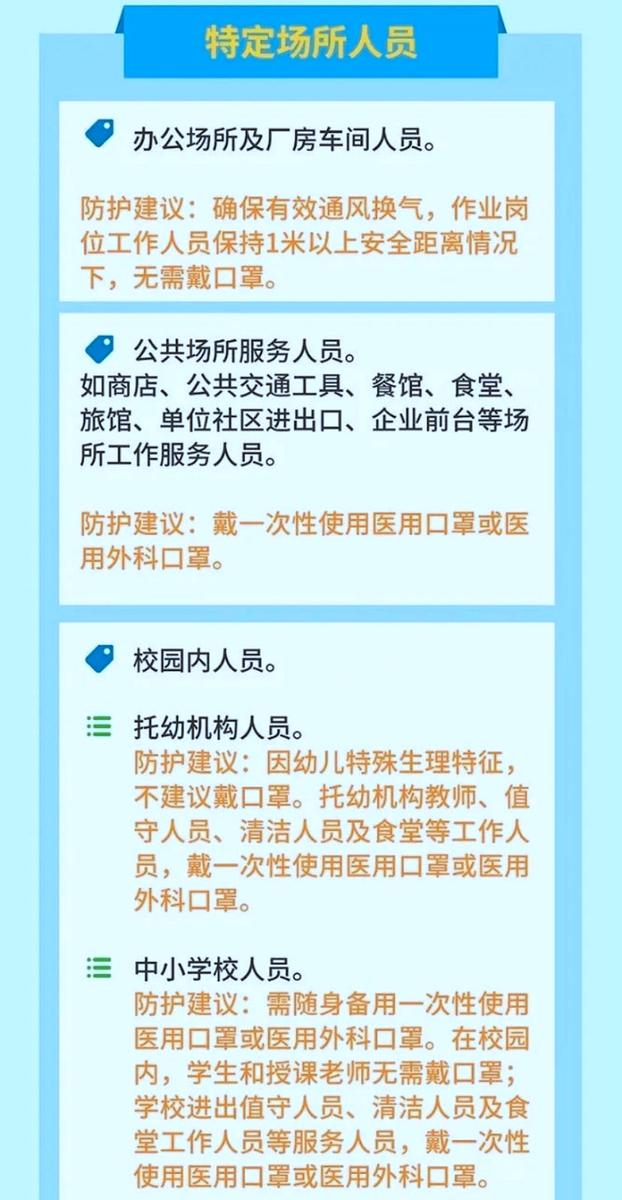 特定场所人员
办公场所及厂房车间人员。
防护建议：确保有效通风换气，作业岗
位工作人员保持1米以上安全距离情况
下，无需戴口罩。
公共场所服务人员。
如商店、公共交通工具、餐馆、食堂、
旅馆、单位社区进出口、企业前台等场
所工作服务人员。
防护建议：戴一次性使用医用口罩或医
用外科口罩。
校园内人员。
托幼机构人员。
防护建议：因幼儿特殊生理特征，
不建议戴口罩。托幼机构教师、值
守人员、清洁人员及食堂等工作人
员，戴一次性使用医用口罩或医用
外科口罩。
中小学校人员。
防护建议：需随身备用一次性使用
医用口罩或医用外科口罩。在校园
内，学生和授课老师无需戴口罩；
学校进出值守人员、清洁人员及食
堂工作人员等服务人员，戴一次性
使用医用口罩或医用外科口罩。